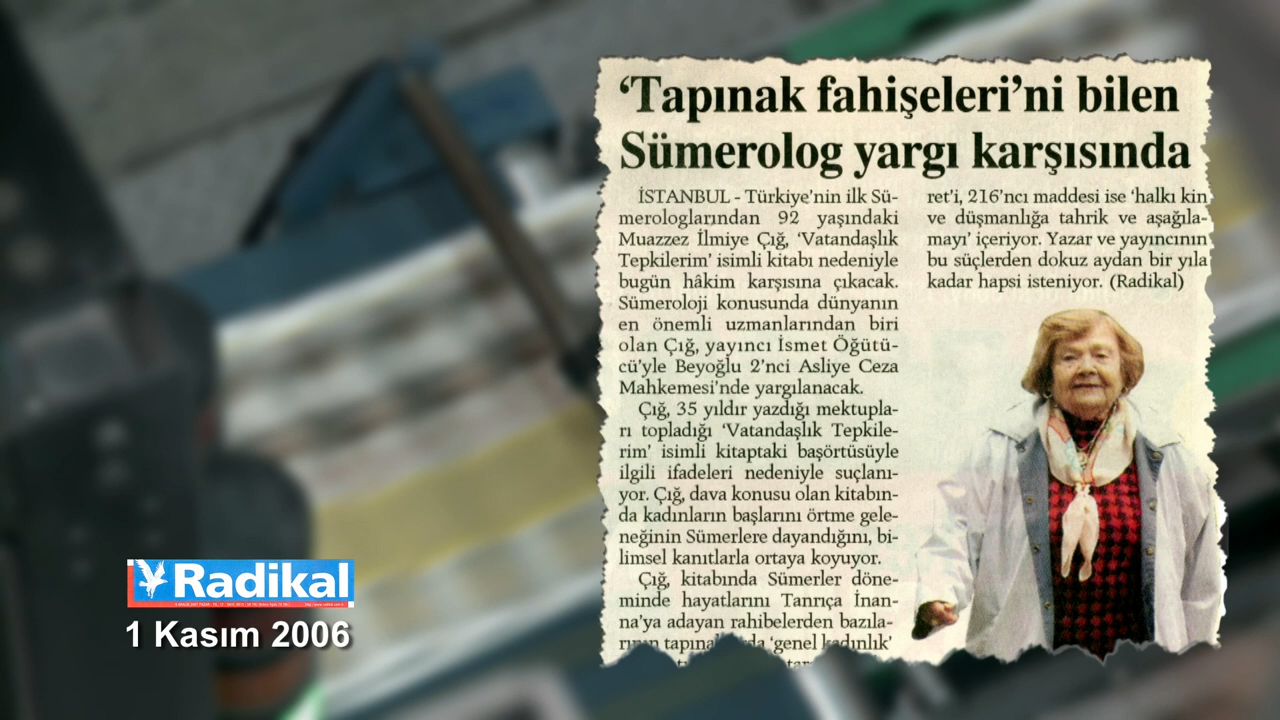 ‘Tapınak fahişeleri’ni bilen
Sümerolog yargı karşısında
İSTANBUL - Türkiye’nin ilk Sü-
merologlarından 92 yaşındaki
Muazzez İlmiye Çığ, ‘Vatandaşlık
Tepkilerim’ isimli kitabı nedeniyle
bugün hâkim karşısına çıkacak.
Sümeroloji konusunda dünyanın
en önemli uzmanlarından biri
olan Çığ, yayıncı İsmet Öğütü-
cü’yle Beyoğlu 2’nci Asliye Ceza
Mahkemesi’nde yargılanacak.
Çığ, 35 yıldır yazdığı mektupla-
rı topladığı ‘Vatandaşlık Tepkile-
rim’ isimli kitaptaki başörtüsüyle
ilgili ifadeleri nedeniyle suçlanı-
yor. Çığ, dava konusu olan kitabın-
da kadınların başlarını örtme gele-
neğinin Sümerlere dayandığını, bi-
limsel kanıtlarla ortaya koyuyor.
Çığ, kitabında Sümerler döne-
minde hayatlarını Tanrıça İnan-
na’ya adayan rahibelerden bazıla-
‘genel kadınlık’
ret’i, 216’ncı maddesi ise ‘halkı kin
ve düşmanlığa tahrik ve aşağıla-
mayı’ içeriyor. Yazar ve yayıncının
bu süçlerden dokuz aydan bir yıla
kadar hapsi isteniyor. (Radikal)
Radikal
1 Kasım 2006